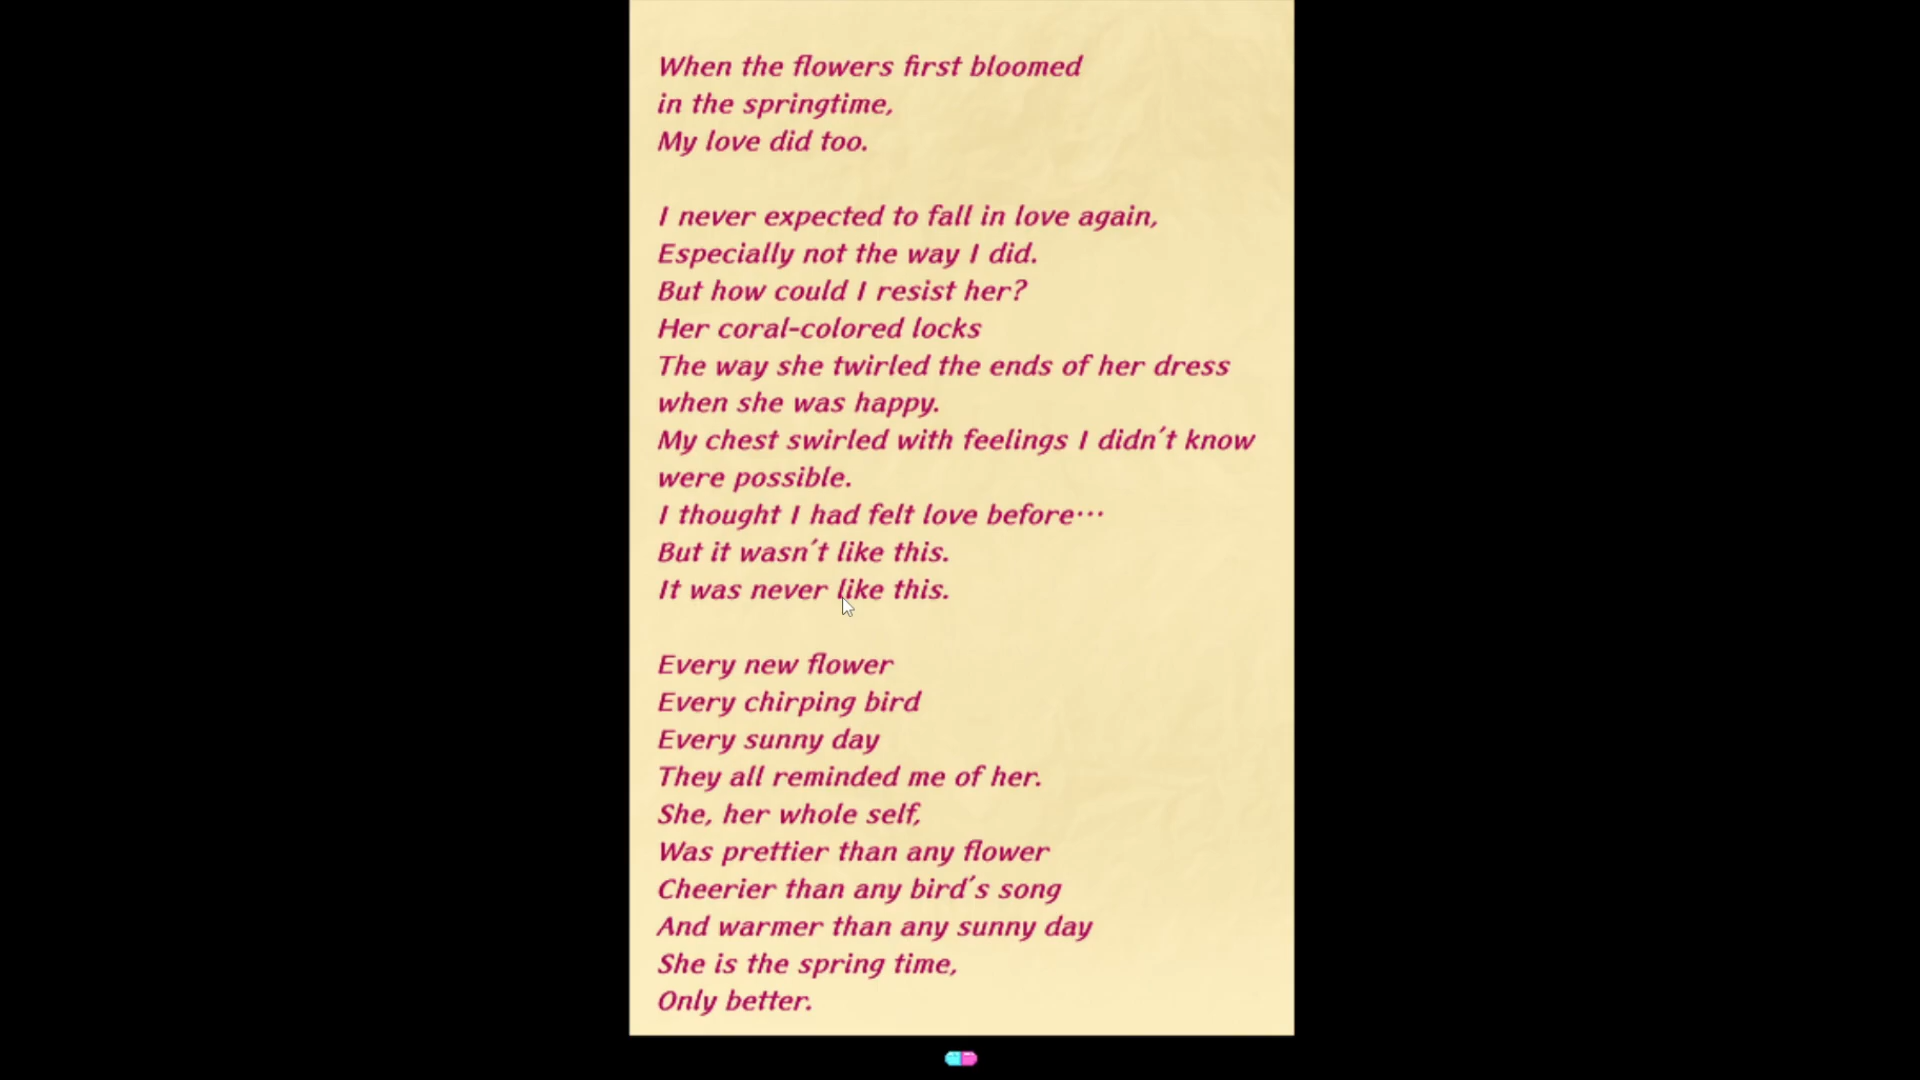 When the flowers first bloomed
in the springtime,
My love did too.
I never expected to fall in love again,
Especially not the way I did.
But how could I resist her?
Her coral-colored locks
The way she twirled the ends of her dress
when she was happy.
My chest swirled with feelings I didn't know
were possible.
I thought I had felt love before···
But it wasn't like this.
It was never like this.
Every new flower
Every chirping bird
Every sunny day
They all reminded me of her.
She, her whole self,
Was prettier than any flower
Cheerier than any bird's song
And warmer than any sunny day
She is the spring time,
Only better.